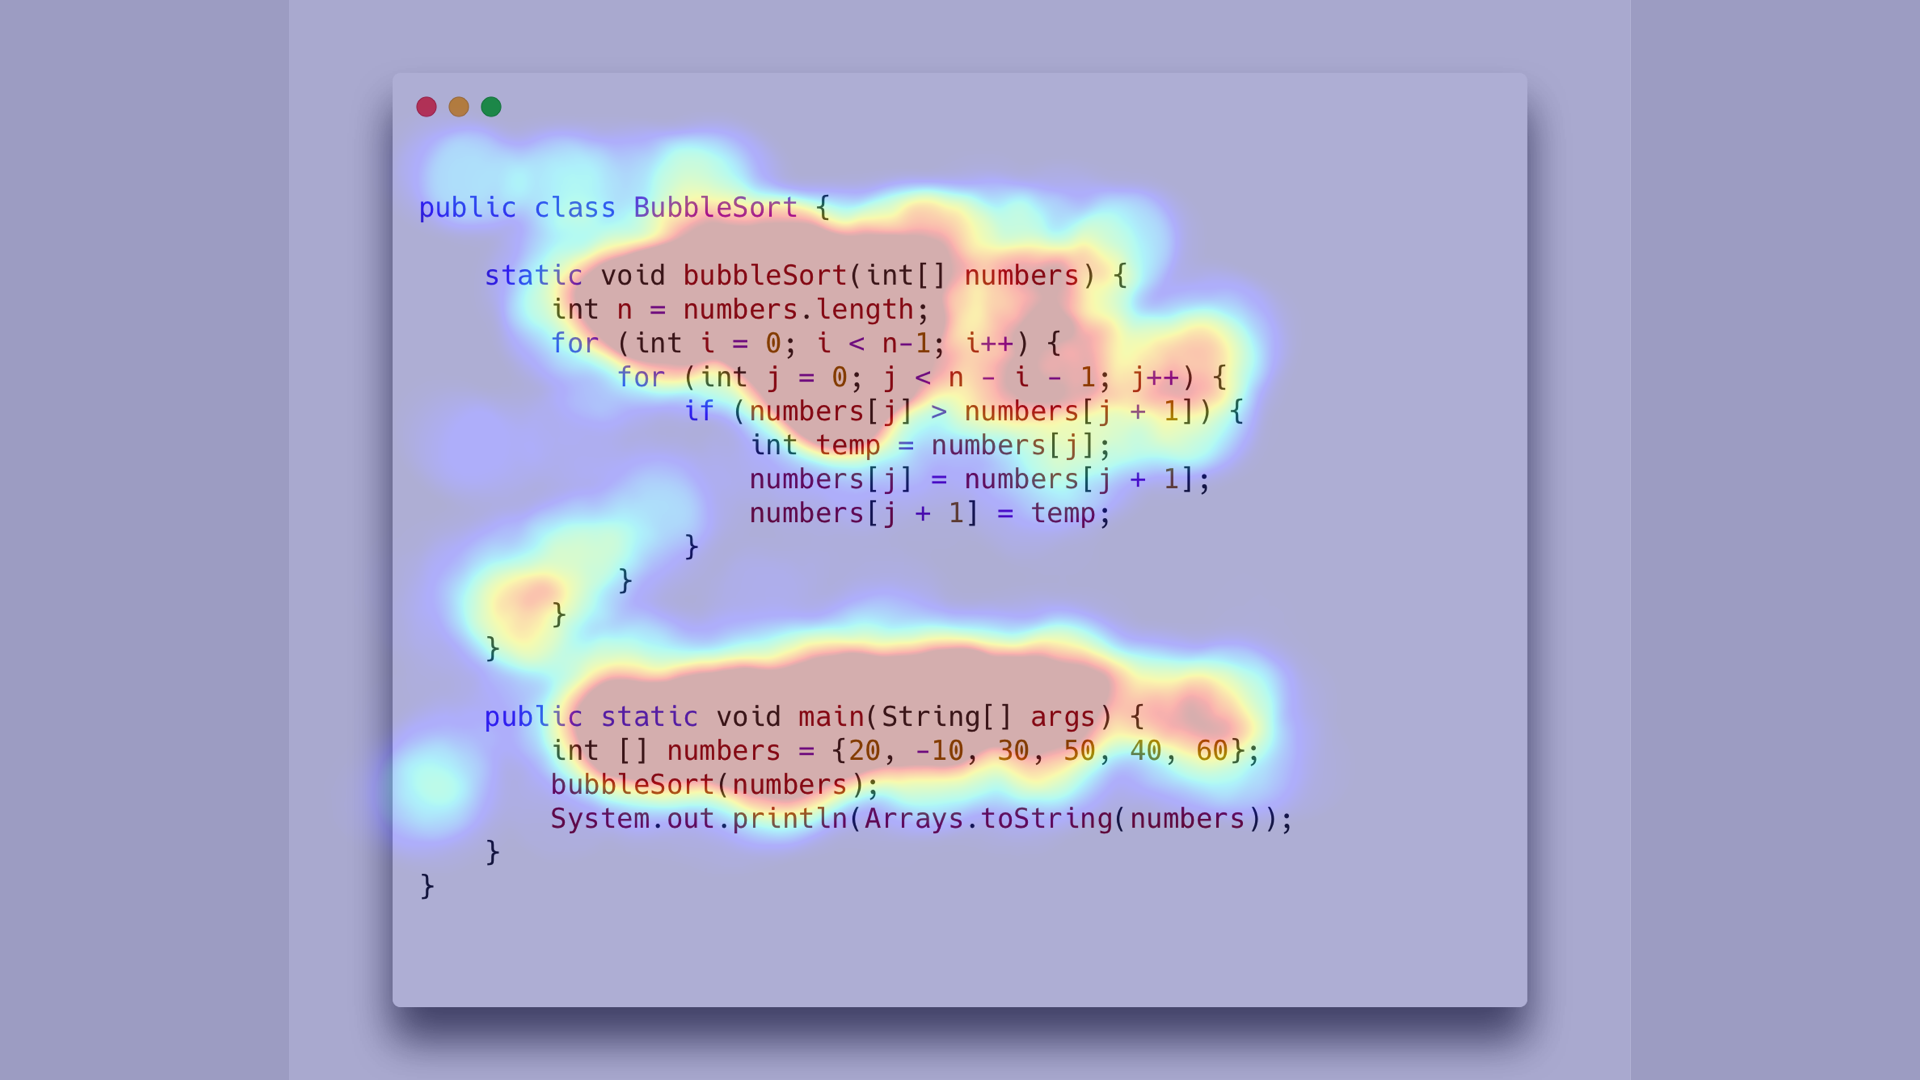 public class BubbleSort {
    static void bubbleSort(int[] numbers) {
        int n = numbers.length;
        for (int i = 0; i < n-1; i++) {
            for (int j = 0; j < n - i - 1; j++) {
                if (numbers[j] > numbers[j + 1]) {
                    int temp = numbers[j];
                    numbers[j] = numbers[j + 1];
                    numbers[j + 1] = temp;
                }
            }
        }
    }
    public static void main(String[] args) {
        int [] numbers = {20, -10, 30, 50, 40, 60};
        bubbleSort(numbers);
        System.out.println(Arrays.toString(numbers));
    }
}